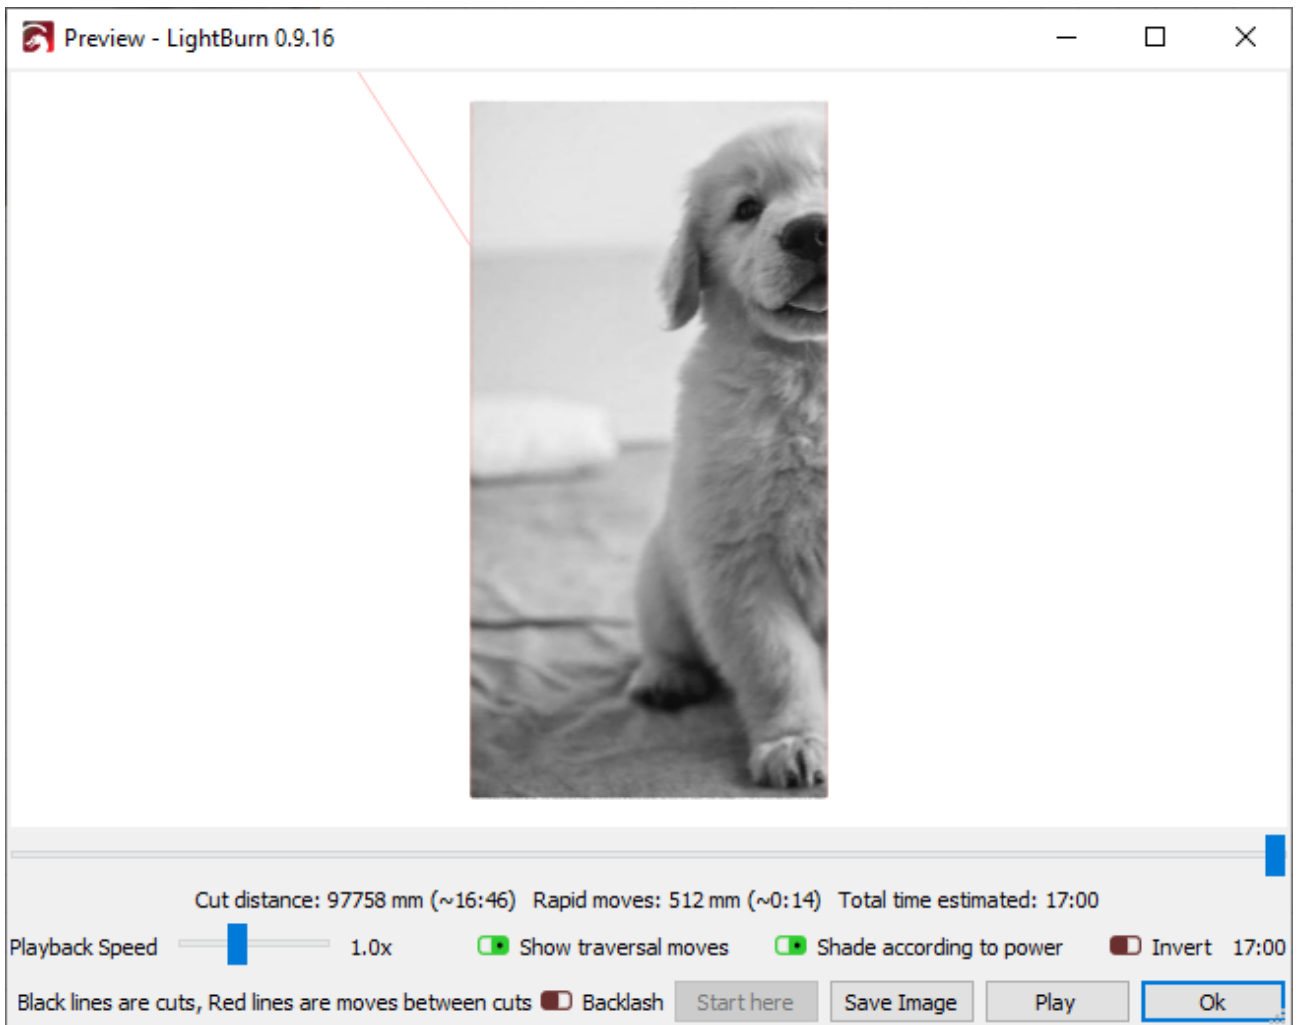 Preview - LightBurn 0.9.16
Cut distance: 97758 mm (~16:46) Rapid moves: 512 mm (~0:14) Total time estimated: 17:00
Playback Speed 1.0x Show traversal moves Shade according to power Invert 17:00
Black lines are cuts, Red lines are moves between cuts Backlash Start here Save Image Play Ok